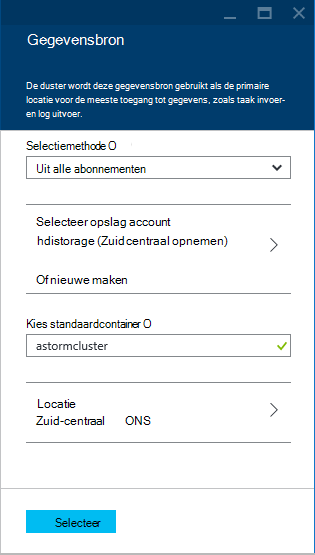 Gegevensbron
De duster wordt deze gegevensbron gebruikt als de primaire
locatie voor de meeste toegang tot gegevens, zoals taak invoer-
en log uitvoer.
Selectiemethode O
Uit alle abonnementen
Selecteer opslag account
hdistorage (Zuid centraal opnemen)
Of nieuwe maken
Kies standaardcontainer O
astormcluster
Locatie
Zuid-centraal ONS
Selecteer